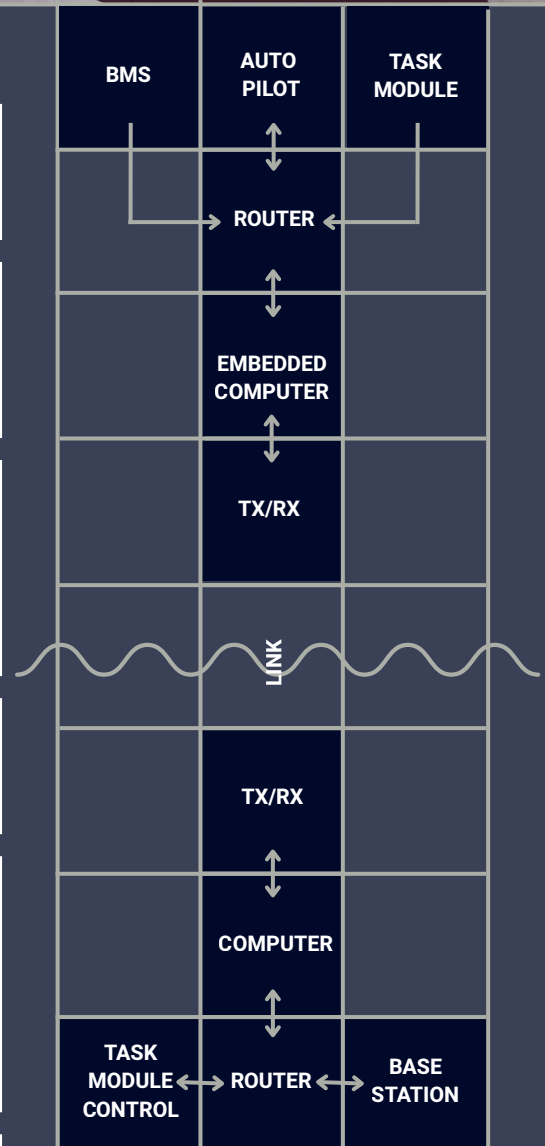 BMS
AUTO
PILOT
TASK
MODULE
ROUTER
EMBEDDED
COMPUTER
TX/RX
LINK
TX/RX
COMPUTER
TASK
MODULE
CONTROL
ROUTER
BASE
STATION